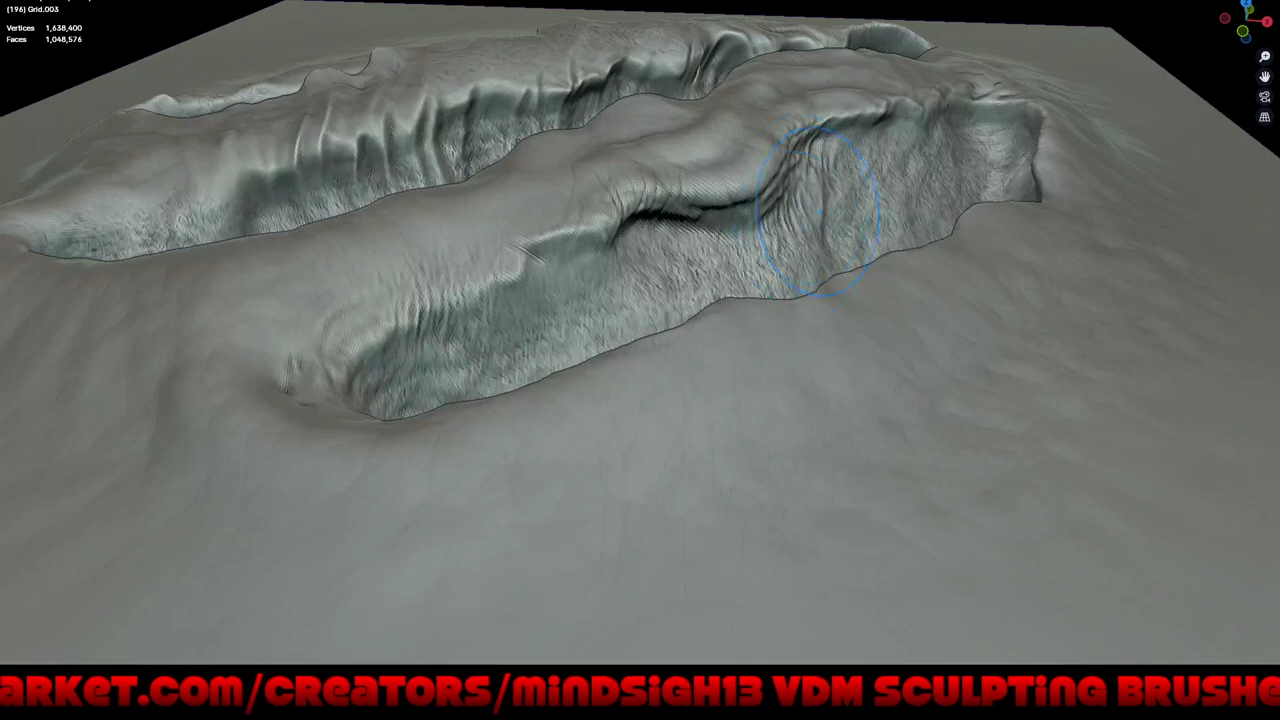 (196) Grid.003
Vertices 1,638,400
Faces 1,048,576
ARKET.COM/CREATORS/MINDSIGH13 VDM SCULPTING BRUSHE